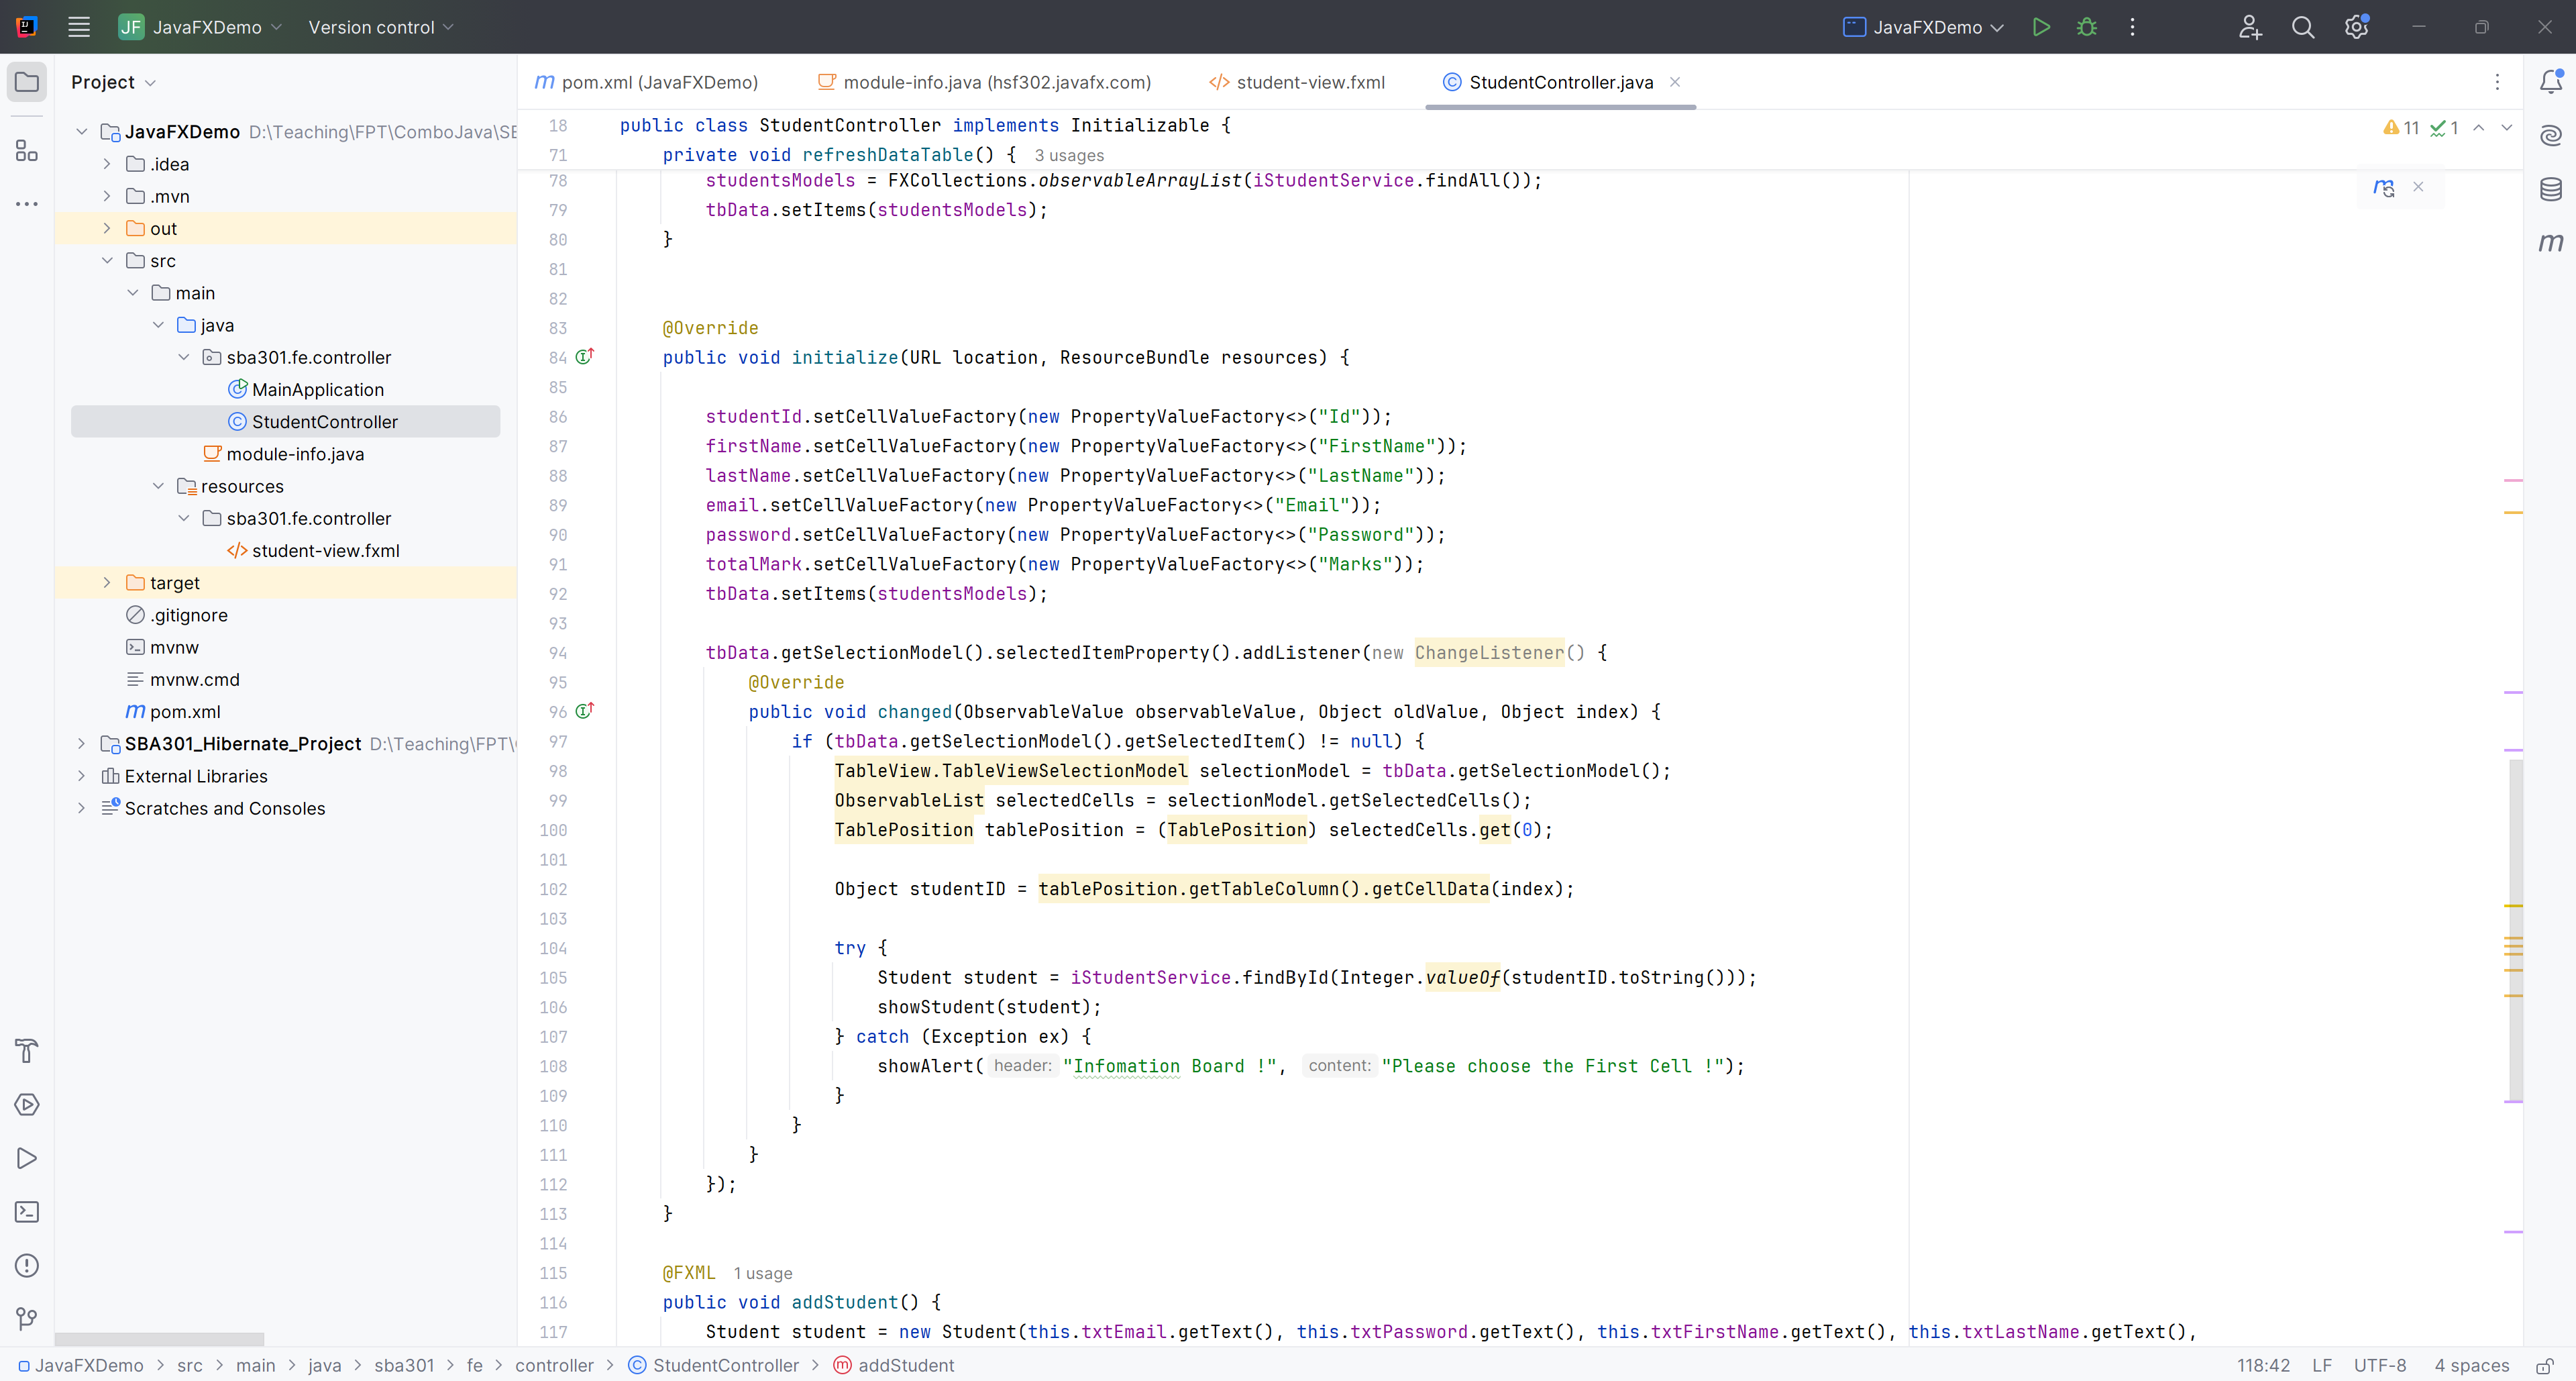 JF JavaFXDemo Version control JavaFXDemo
Project
pom.xml (JavaFXDemo) module-info.java (hsf302.javafx.com) student-view.fxml StudentController.java
JavaFXDemo D:\Teaching\FPT\ComboJava\SE
.idea
.mvn
out
src
main
java
sba301.fe.controller
MainApplication
StudentController
module-info.java
resources
sba301.fe.controller
student-view.fxml
target
.gitignore
mvnw
mvnw.cmd
pom.xml
SBA301_Hibernate_Project D:\Teaching\FPT\
External Libraries
Scratches and Consoles
11 1
18 public class StudentController implements Initializable {
71 private void refreshDataTable() { 3 usages
78 studentsModels = FXCollections.observableArrayList(iStudentService.findAll());
79 tbData.setItems(studentsModels);
80 }
81
82
83 @Override
84 public void initialize(URL location, ResourceBundle resources) {
85
86 studentId.setCellValueFactory(new PropertyValueFactory<>("Id"));
87 firstName.setCellValueFactory(new PropertyValueFactory<>("FirstName"));
88 lastName.setCellValueFactory(new PropertyValueFactory<>("LastName"));
89 email.setCellValueFactory(new PropertyValueFactory<>("Email"));
90 password.setCellValueFactory(new PropertyValueFactory<>("Password"));
91 totalMark.setCellValueFactory(new PropertyValueFactory<>("Marks"));
92 tbData.setItems(studentsModels);
93
94 tbData.getSelectionModel().selectedItemProperty().addListener(new ChangeListener() {
95 @Override
96 public void changed(ObservableValue observableValue, Object oldValue, Object index) {
97 if (tbData.getSelectionModel().getSelectedItem() != null) {
98 TableView.TableViewSelectionModel selectionModel = tbData.getSelectionModel();
99 ObservableList selectedCells = selectionModel.getSelectedCells();
100 TablePosition tablePosition = (TablePosition) selectedCells.get(0);
101
102 Object studentID = tablePosition.getTableColumn().getCellData(index);
103
104 try {
105 Student student = iStudentService.findById(Integer.valueOf(studentID.toString()));
106 showStudent(student);
107 } catch (Exception ex) {
108 showAlert( header: "Infomation Board !", content: "Please choose the First Cell !");
109 }
110 }
111 }
112 });
113 }
114
115 @FXML 1 usage
116 public void addStudent() {
117 Student student = new Student(this.txtEmail.getText(), this.txtPassword.getText(), this.txtFirstName.getText(), this.txtLastName.getText(),
JavaFXDemo > src > main > java > sba301 > fe > controller > StudentController > addStudent 118:42 LF UTF-8 4 spaces